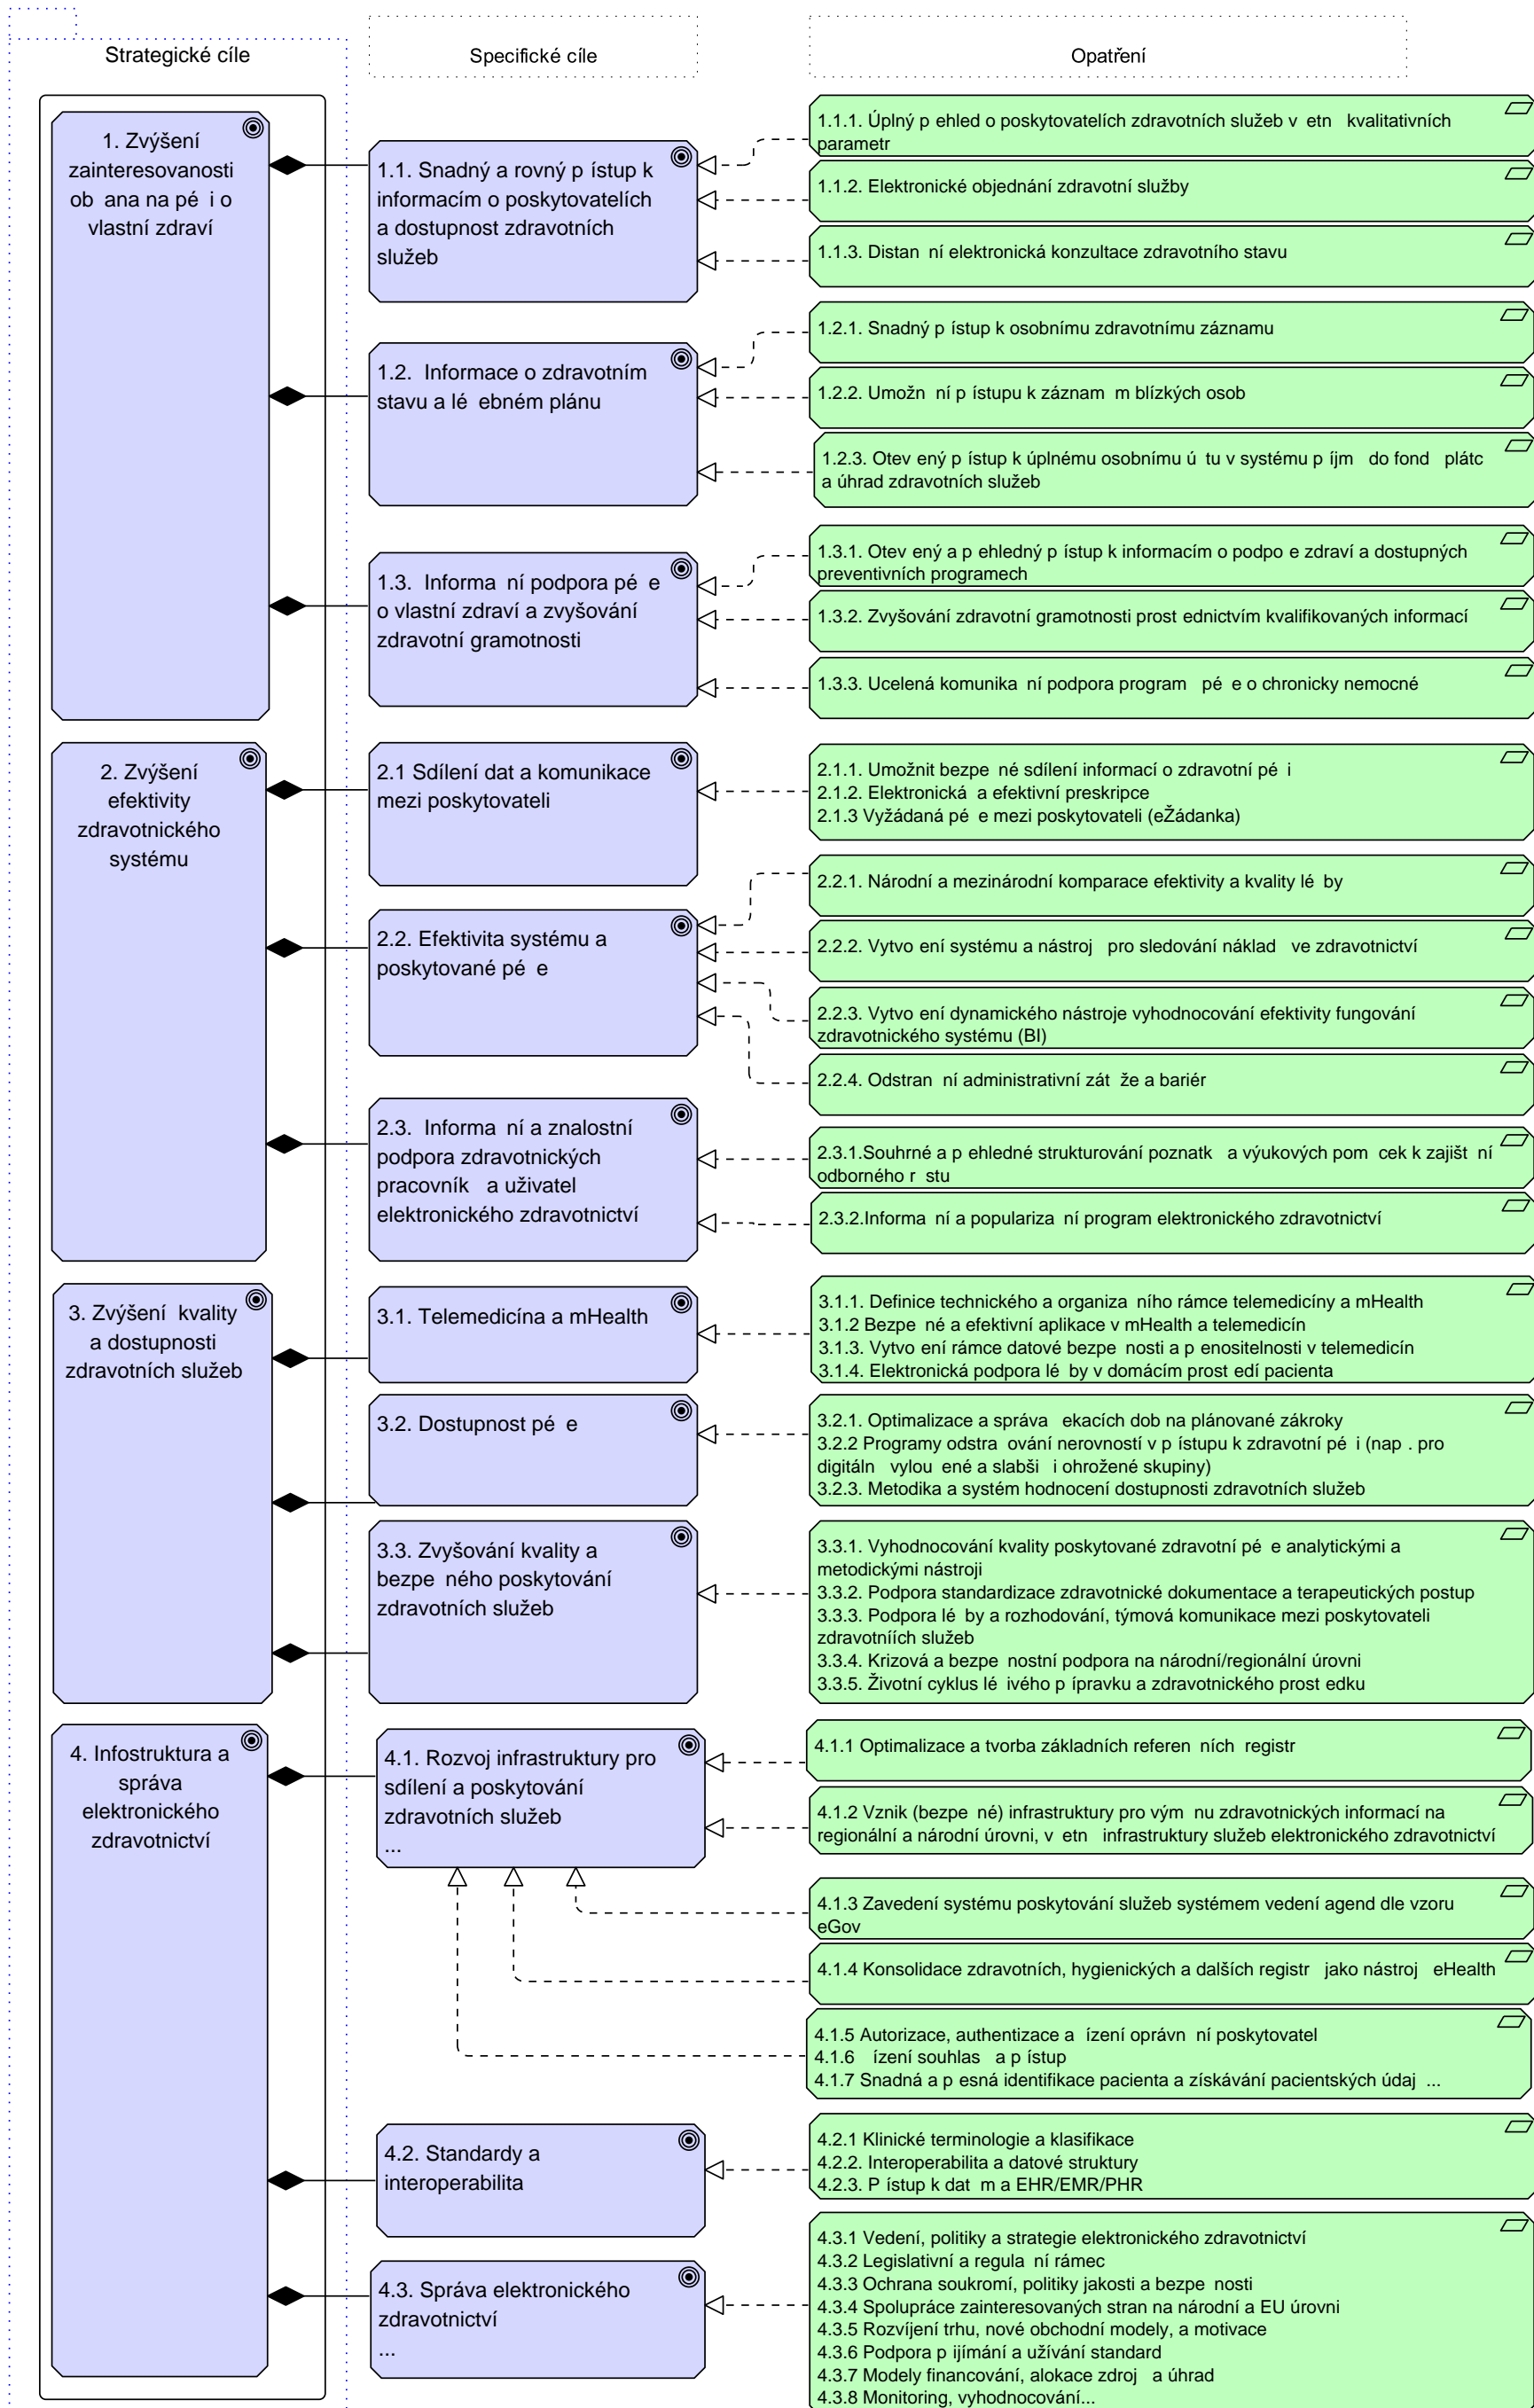 Strategické cíle
Specifické cíle
Opatření
1. Zvýšení
zainteresovanosti
ob ana na pé i o
vlastní zdraví
1.1. Snadný a rovný p ístup k
informacím o poskytovatelích
a dostupnost zdravotních
služeb
1.1.1. Úplný p ehled o poskytovatelích zdravotních služeb v etn kvalitativních
parametr
1.1.2. Elektronické objednání zdravotní služby
1.1.3. Distan ní elektronická konzultace zdravotního stavu
1.2. Informace o zdravotním
stavu a lé ebném plánu
1.2.1. Snadný p ístup k osobnímu zdravotnímu záznamu
1.2.2. Umožn ní p ístupu k záznam m blízkých osob
1.2.3. Otev ený p ístup k úplnému osobnímu ú tu v systému p íjm do fond plátc
a úhrad zdravotních služeb
1.3. Informa ní podpora pé e
o vlastní zdraví a zvyšování
zdravotní gramotnosti
1.3.1. Otev ený a p ehledný p ístup k informacím o podpo e zdraví a dostupných
preventivních programech
1.3.2. Zvyšování zdravotní gramotnosti prost ednictvím kvalifikovaných informací
1.3.3. Ucelená komunika ní podpora program pé e o chronicky nemocné
2. Zvýšení
efektivity
zdravotnického
systému
2.1 Sdílení dat a komunikace
mezi poskytovateli
2.1.1. Umožnit bezpe né sdílení informací o zdravotní pé i
2.1.2. Elektronická a efektivní preskripce
2.1.3 Vyžádaná pé e mezi poskytovateli (eŽádanka)
2.2. Efektivita systému a
poskytované pé e
2.2.1. Národní a mezinárodní komparace efektivity a kvality lé by
2.2.2. Vytvo ení systému a nástroj pro sledování náklad ve zdravotnictví
2.2.3. Vytvo ení dynamického nástroje vyhodnocování efektivity fungování
zdravotnického systému (BI)
2.2.4. Odstran ní administrativní zát že a bariér
2.3. Informa ní a znalostní
podpora zdravotnických
pracovník a uživatel
elektronického zdravotnictví
2.3.1.Souhrné a p ehledné strukturování poznatk a výukových pom cek k zajišt ní
odborného r stu
2.3.2.Informa ní a populariza ní program elektronického zdravotnictví
3. Zvýšení kvality
a dostupnosti
zdravotních služeb
3.1. Telemedicína a mHealth
3.1.1. Definice technického a organiza ního rámce telemedicíny a mHealth
3.1.2 Bezpe né a efektivní aplikace v mHealth a telemedicín
3.1.3. Vytvo ení rámce datové bezpe nosti a p enositelnosti v telemedicín
3.1.4. Elektronická podpora lé by v domácím prost edí pacienta
3.2. Dostupnost pé e
3.2.1. Optimalizace a správa ekacích dob na plánované zákroky
3.2.2 Programy odstra ování nerovností v p ístupu k zdravotní pé i (nap . pro
digitáln vylou ené a slabši i ohrožené skupiny)
3.2.3. Metodika a systém hodnocení dostupnosti zdravotních služeb
3.3. Zvyšování kvality a
bezpe ného poskytování
zdravotních služeb
3.3.1. Vyhodnocování kvality poskytované zdravotní pé e analytickými a
metodickými nástroji
3.3.2. Podpora standardizace zdravotnické dokumentace a terapeutických postup
3.3.3. Podpora lé by a rozhodování, týmová komunikace mezi poskytovateli
zdravotníích služeb
3.3.4. Krizová a bezpe nostní podpora na národní/regionální úrovni
3.3.5. Životní cyklus lé ivého p ípravku a zdravotnického prost edku
4. Infostruktura a
správa
elektronického
zdravotnictví
4.1. Rozvoj infrastruktury pro
sdílení a poskytování
zdravotních služeb
...
4.1.1 Optimalizace a tvorba základních referen ních registr
4.1.2 Vznik (bezpe né) infrastruktury pro vým nu zdravotnických informací na
regionální a národní úrovni, v etn infrastruktury služeb elektronického zdravotnictví
4.1.3 Zavedení systému poskytování služeb systémem vedení agend dle vzoru
eGov
4.1.4 Konsolidace zdravotních, hygienických a dalších registr jako nástroj eHealth
4.1.5 Autorizace, authentizace a ízení oprávn ní poskytovatel
4.1.6 ízení souhlas a p ístup
4.1.7 Snadná a p esná identifikace pacienta a získávání pacientských údaj ...
4.2. Standardy a
interoperabilita
4.2.1 Klinické terminologie a klasifikace
4.2.2. Interoperabilita a datové struktury
4.2.3. P ístup k dat m a EHR/EMR/PHR
4.3. Správa elektronického
zdravotnictví
...
4.3.1 Vedení, politiky a strategie elektronického zdravotnictví
4.3.2 Legislativní a regula ní rámec
4.3.3 Ochrana soukromí, politiky jakosti a bezpe nosti
4.3.4 Spolupráce zainteresovaných stran na národní a EU úrovni
4.3.5 Rozvíjení trhu, nové obchodní modely, a motivace
4.3.6 Podpora p ijímání a užívání standard
4.3.7 Modely financování, alokace zdroj a úhrad
4.3.8 Monitoring, vyhodnocování...